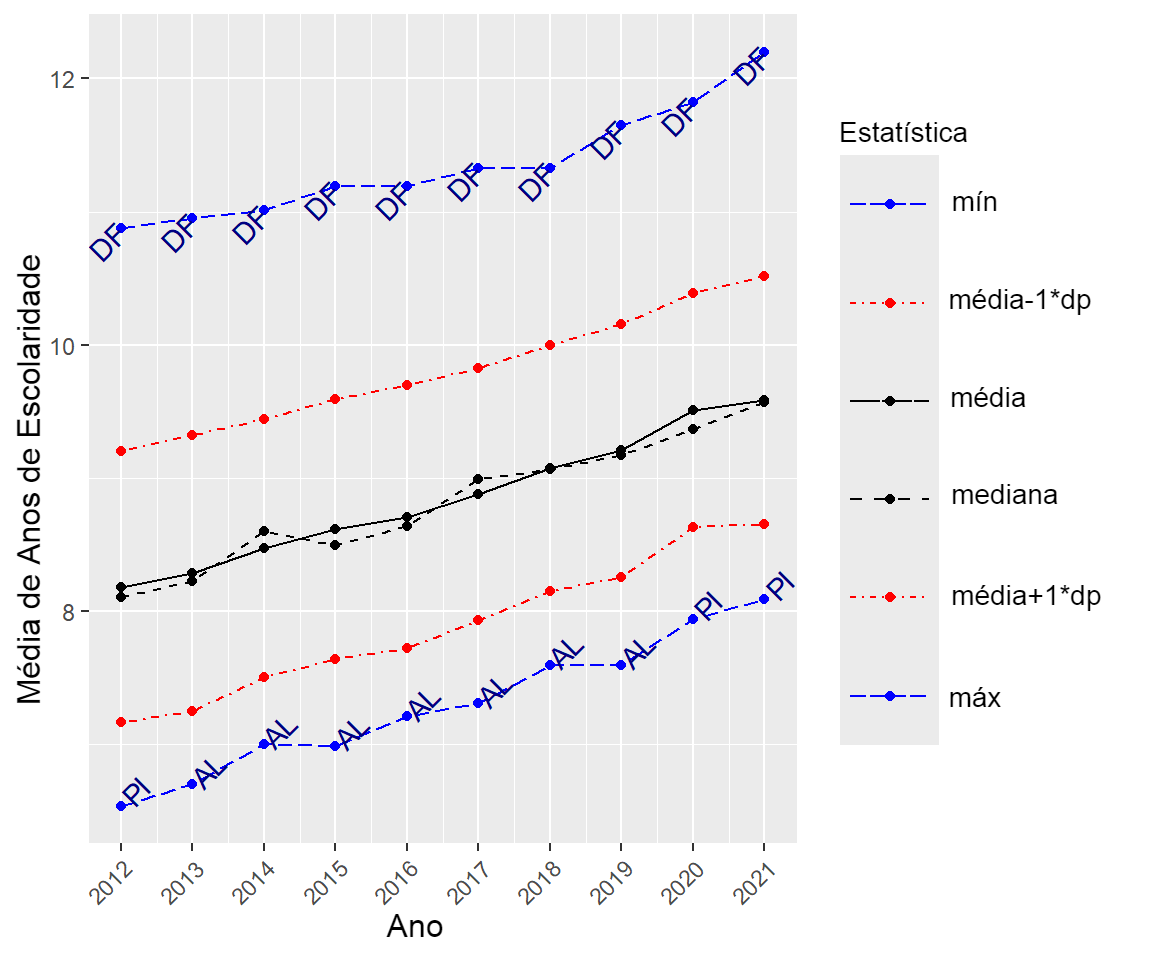 Média de Anos de Escolaridade
12
10
8
DF DF DF DF DF DF DF DF DF DF
PI AL AL AL AL AL AL AL PI PI
2012 2013 2014 2015 2016 2017 2018 2019 2020 2021
Ano
Estatística
mín
média-1*dp
média
mediana
média+1*dp
máx